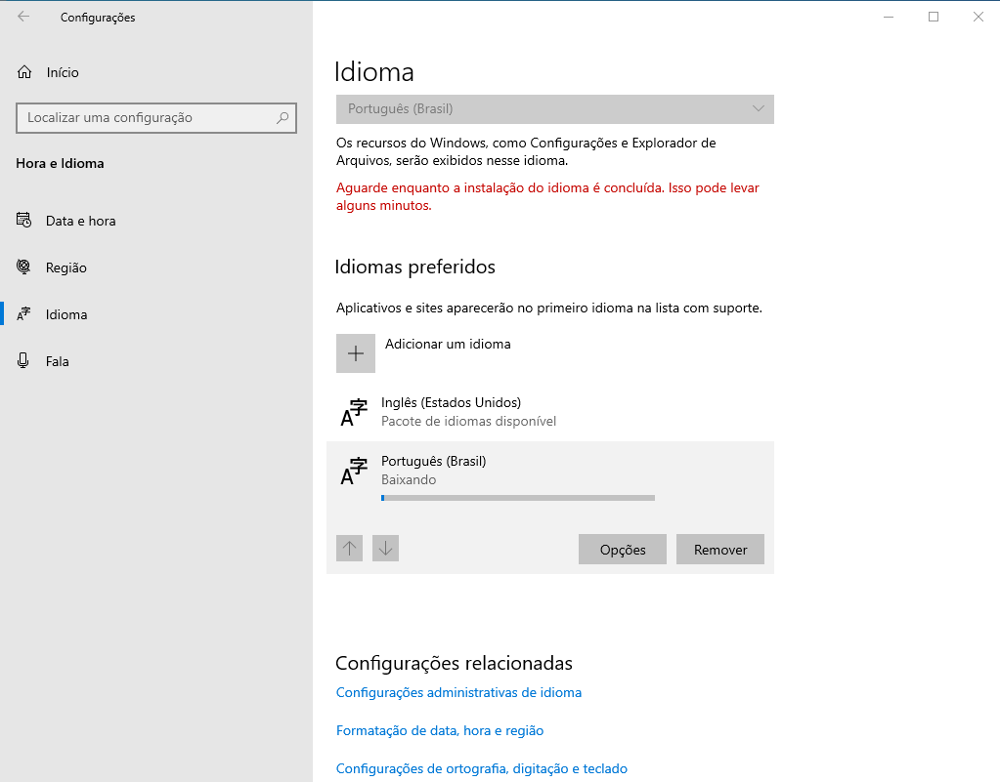 Configurações
Início
Localizar uma configuração
Hora e Idioma
Data e hora
Região
Idioma
Fala
Idioma
Português (Brasil)
Os recursos do Windows, como Configurações e Explorador de
Arquivos, serão exibidos nesse idioma.
Aguarde enquanto a instalação do idioma é concluída. Isso pode levar
alguns minutos.
Idiomas preferidos
Aplicativos e sites aparecerão no primeiro idioma na lista com suporte.
Adicionar um idioma
A字
Inglês (Estados Unidos)
Pacote de idiomas disponível
A字
Português (Brasil)
Baixando
Opções
Remover
Configurações relacionadas
Configurações administrativas de idioma
Formatação de data, hora e região
Configurações de ortografia, digitação e teclado